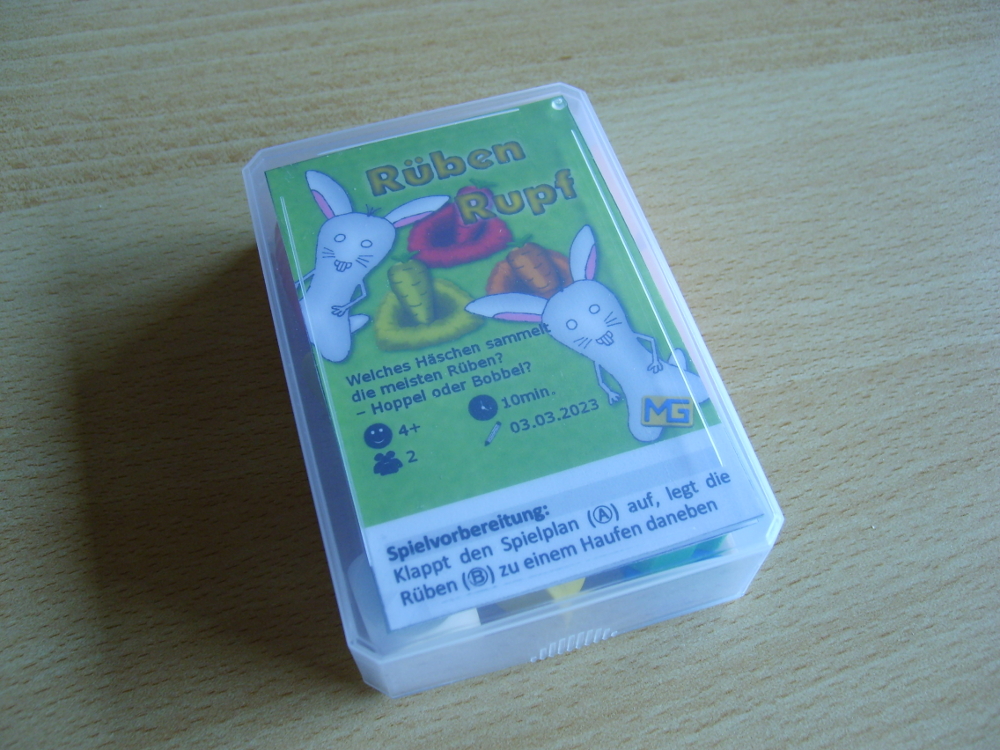 Rüben
Rupf
Welches Häschen sammelt
die meisten Rüben?
– Hoppel oder Bobbel?
4+
10min.
2
03.03.2023
MG
Spielvorbereitung:
Klappt den Spielplan (Ⓐ) auf, legt die
Rüben (Ⓑ) zu einem Haufen daneben